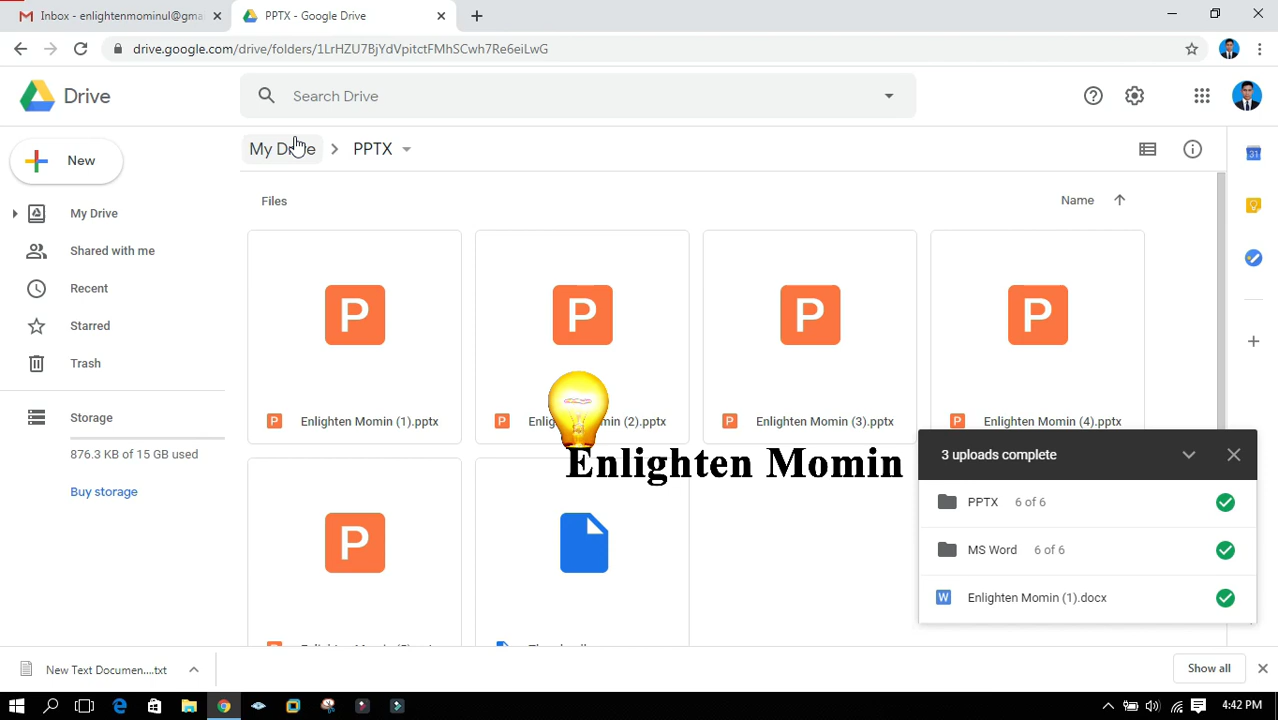 Inbox - enlightenmominul@gma
PPTX - Google Drive
drive.google.com/drive/folders/1LrHZU7BjYdVpitctFMhSCwh7Re6eiLwG
Drive
Search Drive
New
My Drive
PPTX
Files
Name
My Drive
Shared with me
Recent
Starred
Trash
Storage
876.3 KB of 15 GB used
Buy storage
31
P
P
P
P
Enlighten Momin (1).pptx
(2).pptx
Enlighten Momin (3).pptx
Enlighten Momin (4).pptx
Enlighten Momin
P
3 uploads complete
PPTX 6 of 6
MS Word 6 of 6
W Enlighten Momin (1).docx
New Text Documen....txt
Show all
4:42 PM